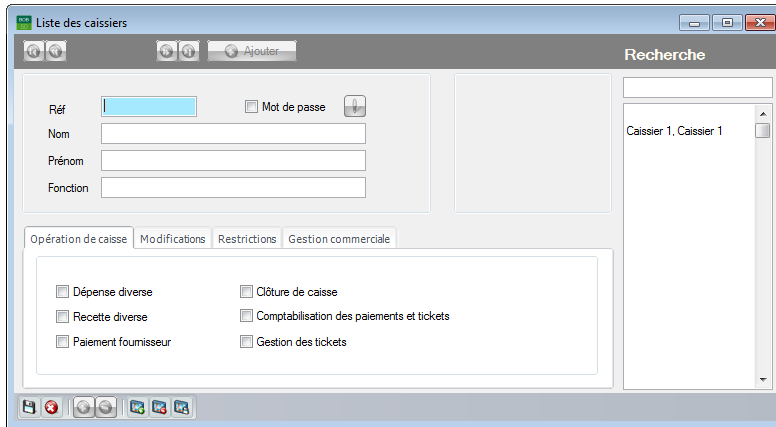 BOB
50
Liste des caissiers
Ajouter
Recherche
Réf
Mot de passe
Nom
Prénom
Fonction
Caissier 1, Caissier 1
Opération de caisse
Modifications
Restrictions
Gestion commerciale
Dépense diverse
Clôture de caisse
Recette diverse
Comptabilisation des paiements et tickets
Paiement fournisseur
Gestion des tickets